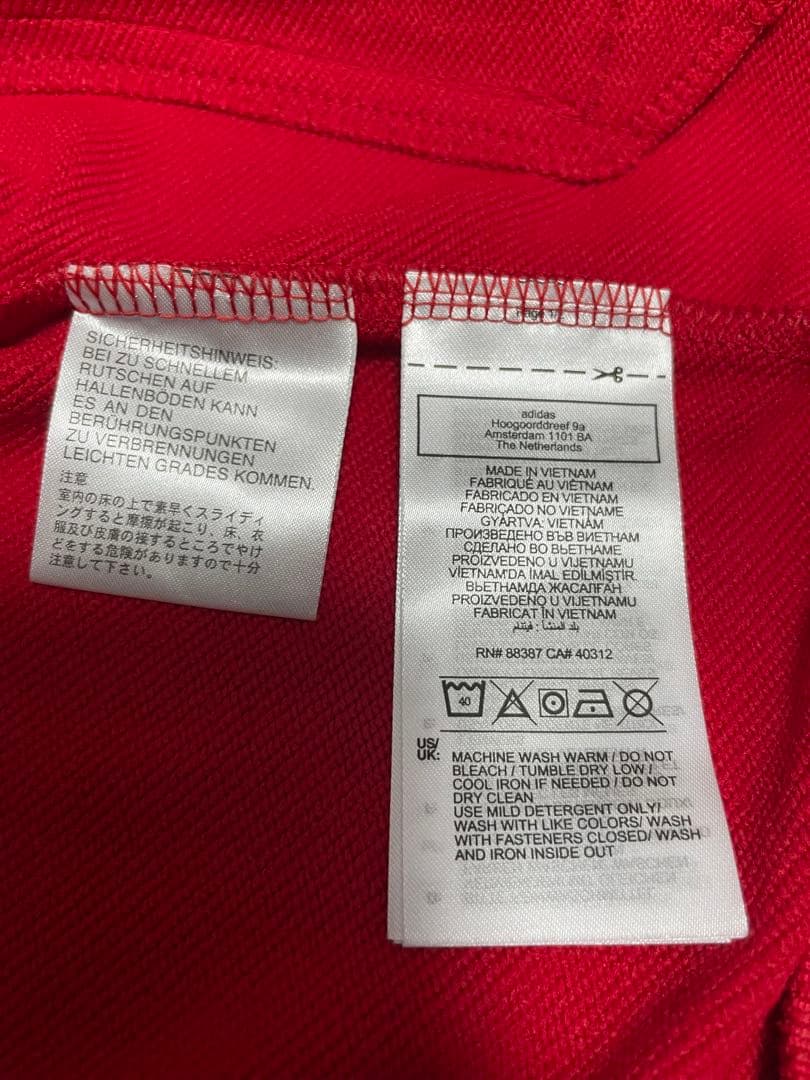 SICHERHEITSHINWEIS:
BEI ZU SCHNELLEM
RUTSCHEN AUF
HALLENBÖDEN KANN
ES AN DEN
BERÜHRUNGSPUNKTEN
ZU VERBRENNUNGEN
LEICHTEN GRADES KOMMEN.
注意
室内の床の上で素早くスライディ
ングすると摩擦が起こり、床、衣
服及び皮膚の接するところでやけ
どをする危険がありますので十分
注意して下さい。
adidas
Hoogoorddreef 9a
Amsterdam 1101 BA
The Netherlands
MADE IN VIETNAM
FABRIQUÉ AU VIÊTNAM
FABRICADO EN VIETNAM
FABRICADO NO VIETNAME
GYÁRTVA: VIETNÁM
ПРОИЗВЕДЕНО ВЪВ ВИЕТНАМ
СДЕЛАНО ВО ВЬЕТНАМЕ
PROIZVEDENO U VIJETNAMU
VİETNAM'DA İMAL EDİLMİŞTİR
ВЬЕТНАМДА ЖАСАЛҒАН
PROIZVEDENO U VIJETNAMU
FABRICAT ÎN VIETNAM
بلد المنشأ : فيتنام
RN# 88387 CA# 40312
40
US/
UK:
MACHINE WASH WARM / DO NOT
BLEACH / TUMBLE DRY LOW /
COOL IRON IF NEEDED / DO NOT
DRY CLEAN
USE MILD DETERGENT ONLY/
WASH WITH LIKE COLORS/ WASH
WITH FASTENERS CLOSED/ WASH
AND IRON INSIDE OUT